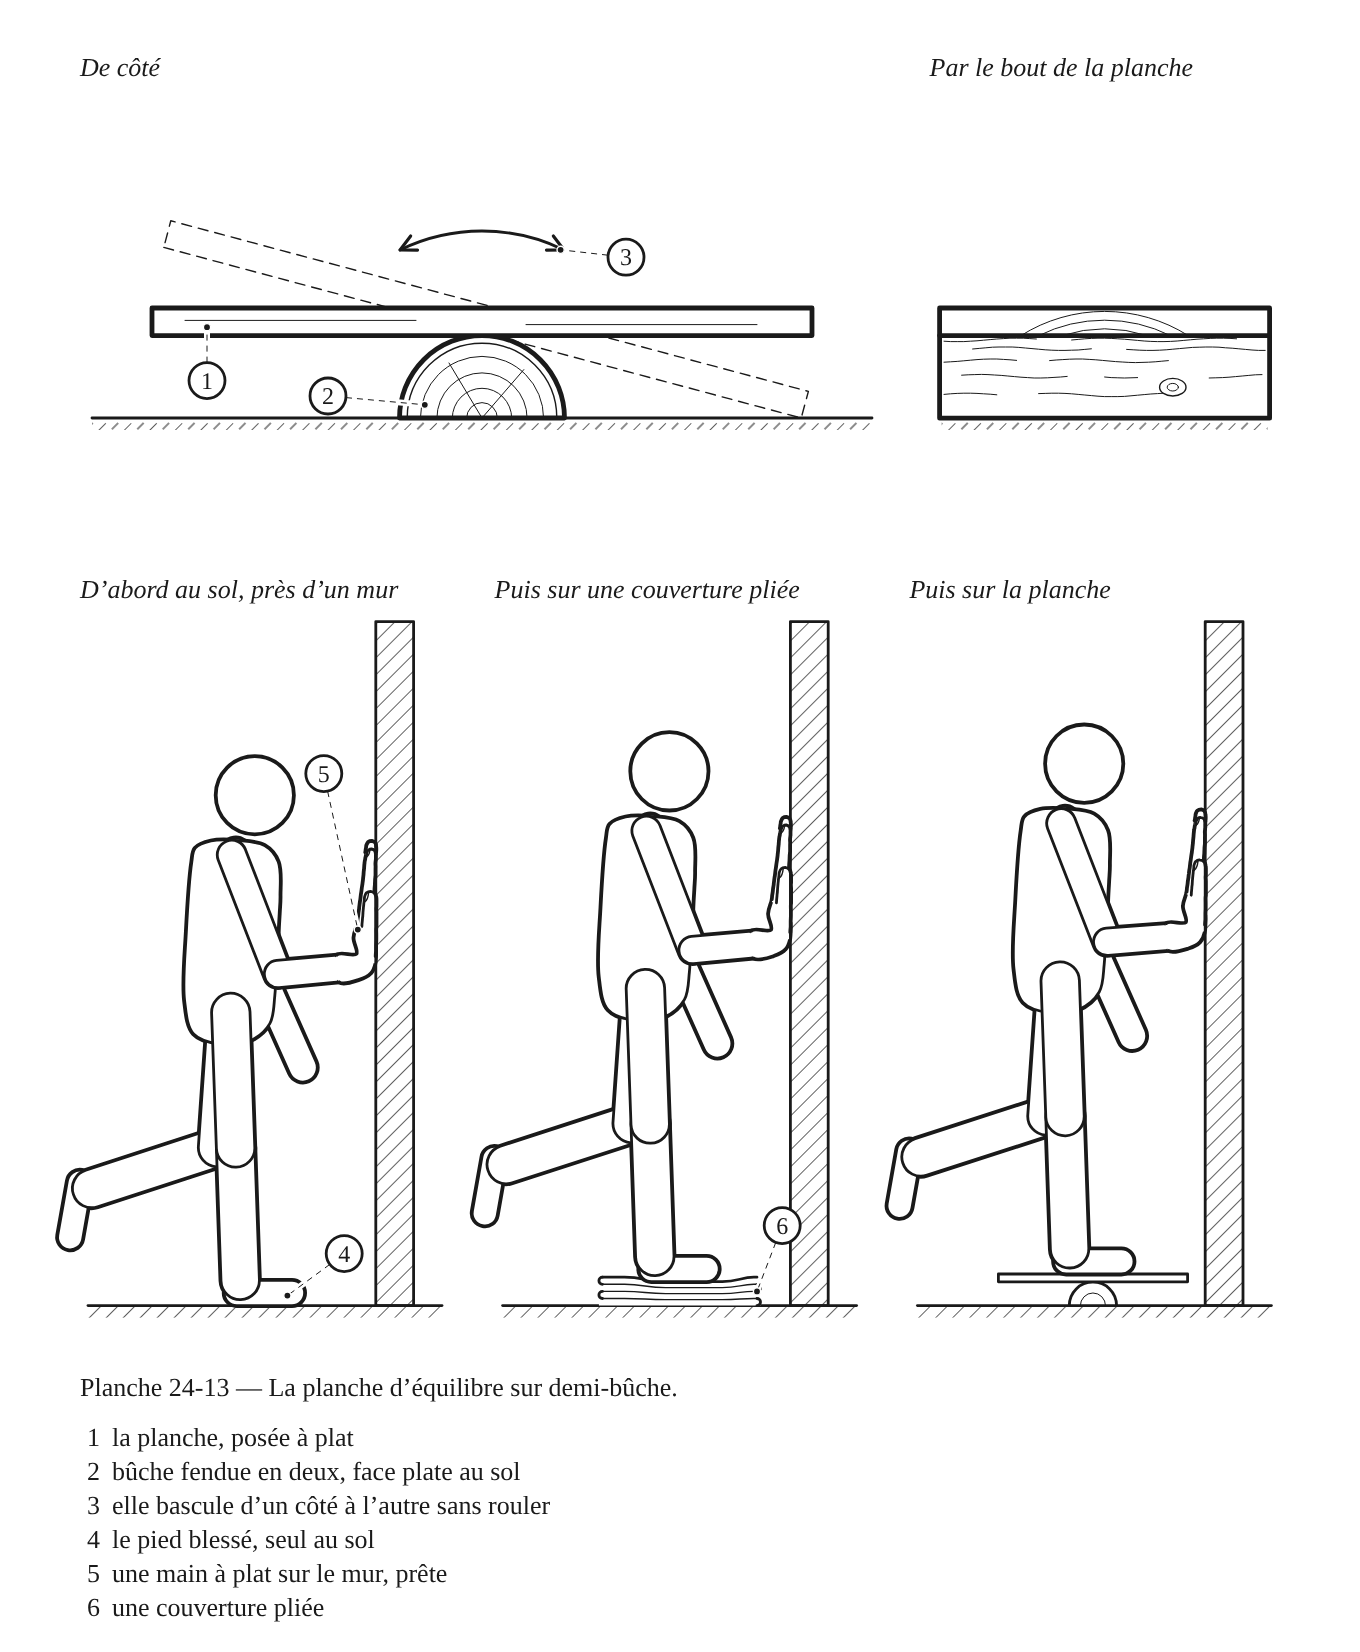 De côté
Par le bout de la planche
3
1
2
D’abord au sol, près d’un mur
Puis sur une couverture pliée
Puis sur la planche
5
6
4
Planche 24-13 — La planche d’équilibre sur demi-bûche.
1 la planche, posée à plat
2 bûche fendue en deux, face plate au sol
3 elle bascule d’un côté à l’autre sans rouler
4 le pied blessé, seul au sol
5 une main à plat sur le mur, prête
6 une couverture pliée